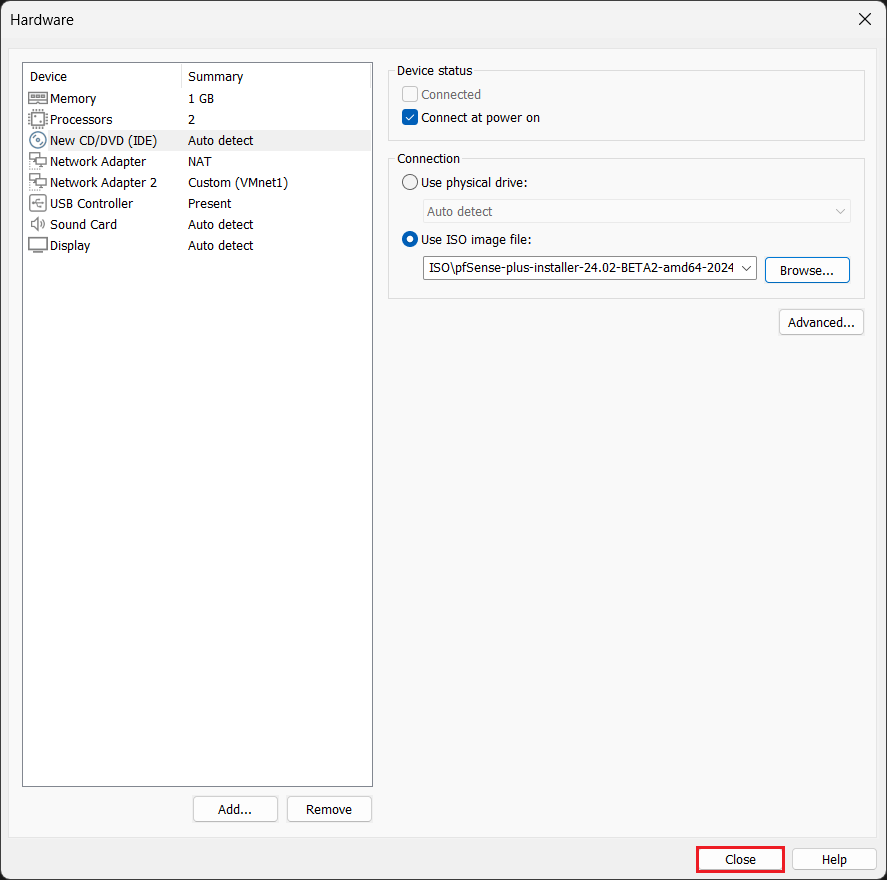 Hardware
Device Summary
Memory 1 GB
Processors 2
New CD/DVD (IDE) Auto detect
Network Adapter NAT
Network Adapter 2 Custom (VMnet1)
USB Controller Present
Sound Card Auto detect
Display Auto detect
Add...
Remove
Device status
Connected
Connect at power on
Connection
Use physical drive:
Auto detect
Use ISO image file:
ISO\pfSense-plus-installer-24.02-BETA2-amd64-2024
Browse...
Advanced...
Close
Help